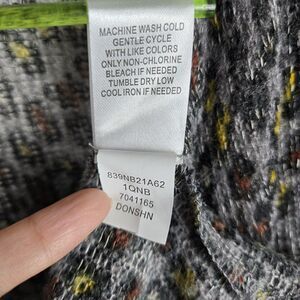 MACHINE WASH COLD
GENTLE CYCLE
WITH LIKE COLORS
ONLY NON-CHLORINE
BLEACH IF NEEDED
TUMBLE DRY LOW
COOL IRON IF NEEDED
839NB21A62
1QNB
7041165
DONSHN